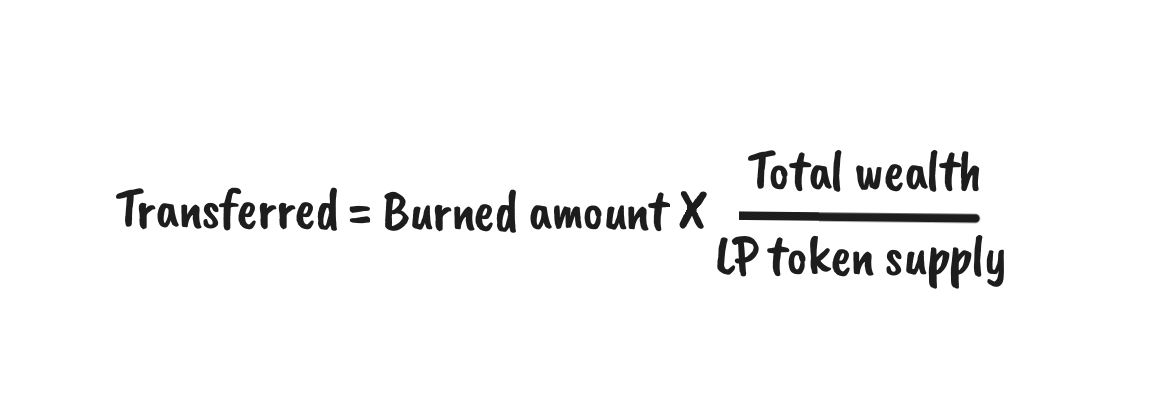 Total wealth
Transferred = Burned amount X
LP token supply